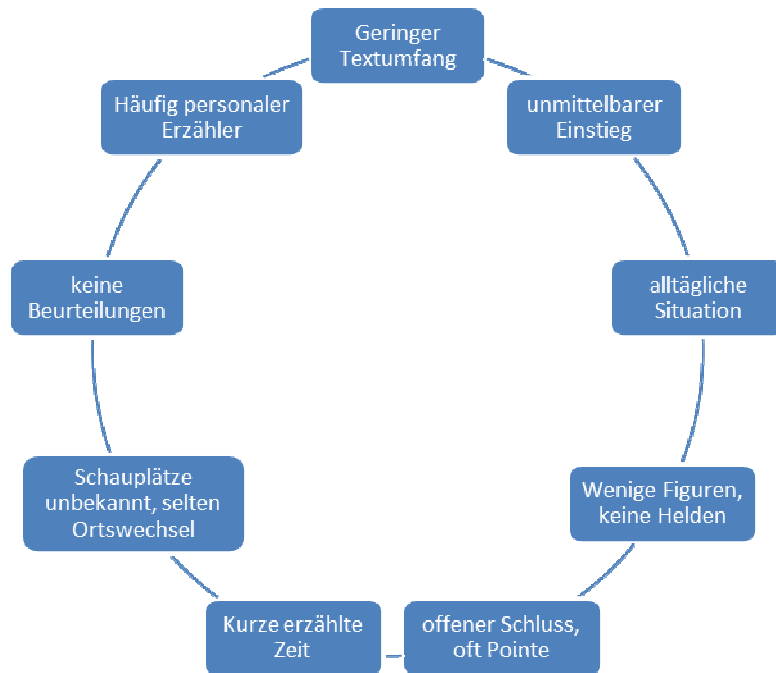 Geringer
Textumfang
unmittelbarer
Einstieg
alltägliche
Situation
Wenige Figuren,
keine Helden
offener Schluss,
oft Pointe
Kurze erzählte
Zeit
Schauplätze
unbekannt, selten
Ortswechsel
keine
Beurteilungen
Häufig personaler
Erzähler